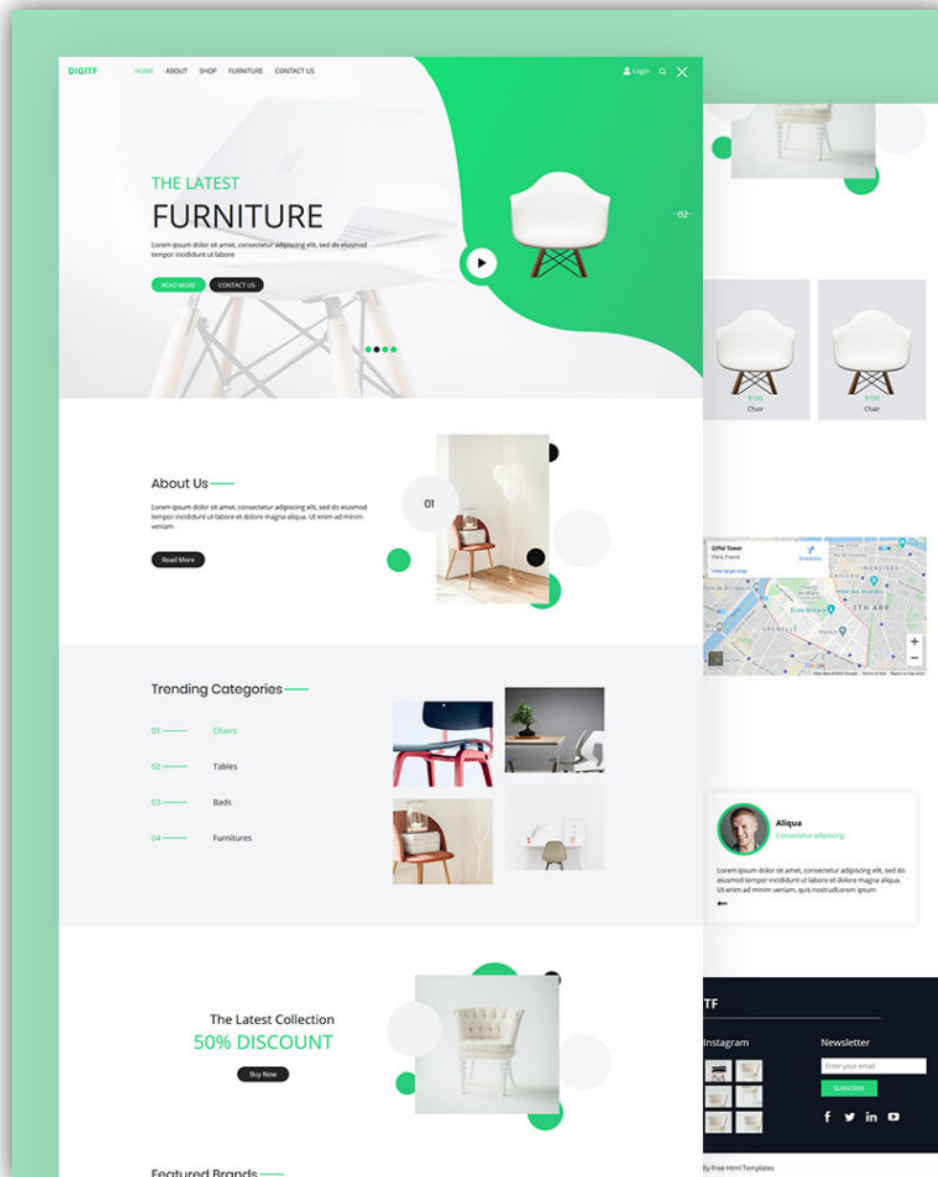 DIGITF
HOME ABOUT SHOP FURNITURE CONTACT US
Login
THE LATEST
FURNITURE
Lorem ipsum dolor sit amet, consectetur adipiscing elit, sed do eiusmod
tempor incididunt ut labore
READ MORE CONTACT US
02
About Us
Lorem ipsum dolor sit amet, consectetur adipiscing elit, sed do eiusmod
tempor incididunt ut labore et dolore magna aliqua. Ut enim ad minim
veniam
Read More
01
Trending Categories
01 Chairs
02 Tables
03 Bads
04 Furnitures
The Latest Collection
50% DISCOUNT
Buy Now
Featured Brands
$100 $100
Chair Chair
Eiffel Tower
Paris, France
Directions
View larger map
INVALIDES
7TH ARR
GRENELLE
Aliqua
Consectetur adipiscing
Lorem ipsum dolor sit amet, consectetur adipiscing elit, sed do
eiusmod tempor incididunt ut labore et dolore magna aliqua.
Ut enim ad minim veniam, quis nostrudLorem ipsum
TF
Instagram
Newsletter
Enter your email
SUBSCRIBE
By Free Html Templates